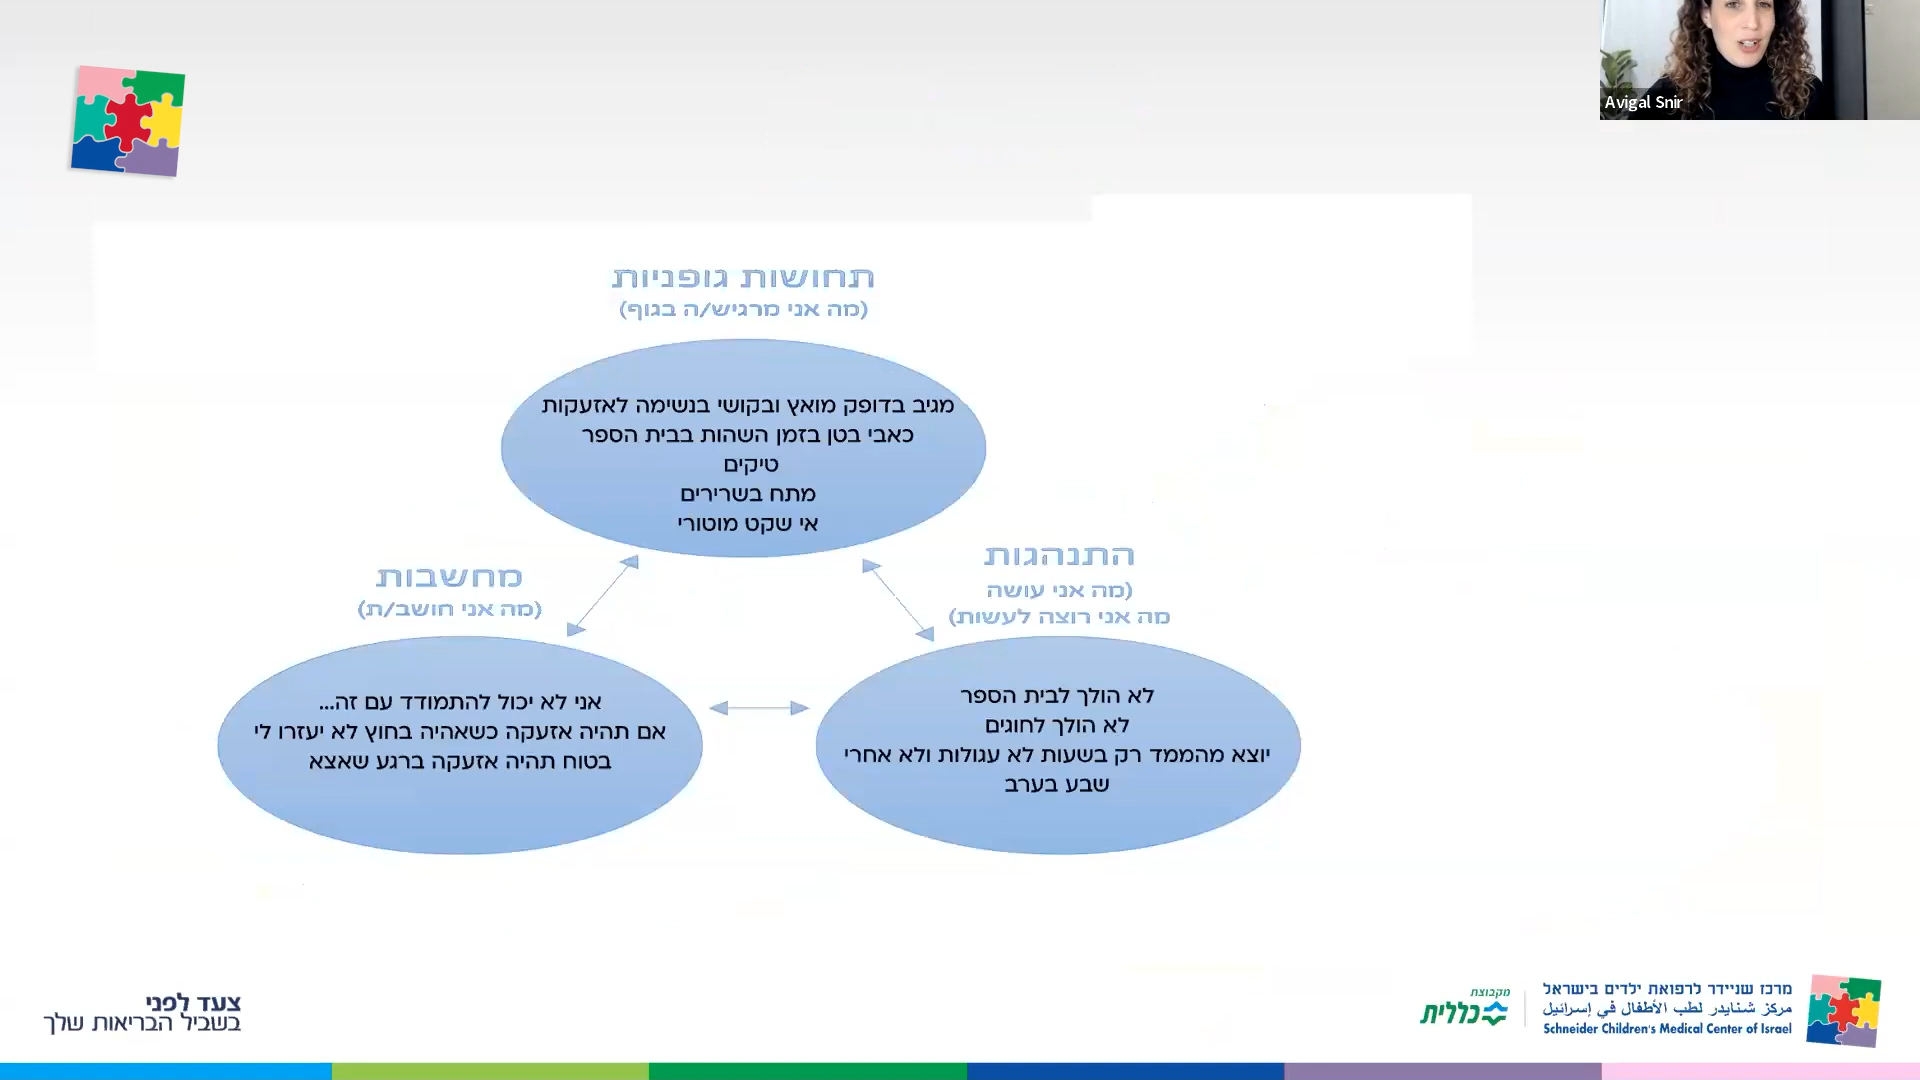 Avigal Snir
תחושות גופניות
(מה אני מרגיש/ה בגוף)
מגיב בדופק מואץ ובקושי בנשימה לאזעקות
כאבי בטן בזמן השהות בבית הספר
טיקים
מתח בשרירים
אי שקט מוטורי
התנהגות
(מה אני עושה
מה אני רוצה לעשות)
לא הולך לבית הספר
לא הולך לחוגים
יוצא מהממד רק בשעות לא עגולות ולא אחרי
שבע בערב
מחשבות
(מה אני חושב/ת)
אני לא יכול להתמודד עם זה...
אם תהיה אזעקה כשאהיה בחוץ לא יעזרו לי
בטוח תהיה אזעקה ברגע שאצא
מרכז שניידר לרפואת ילדים בישראל
مركز شنايدر لطب الأطفال في إسرائيل
Schneider Children's Medical Center of Israel
מקבוצת
כללית
צעד לפני
בשביל הבריאות שלך